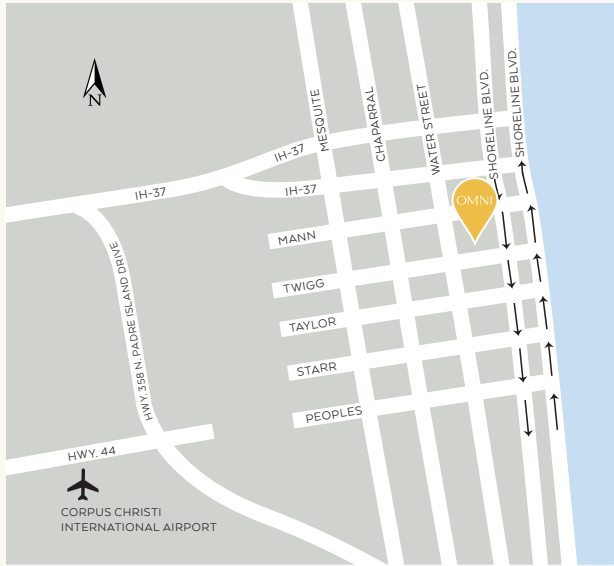 MESQUITE
CHAPARRAL
WATER STREET
SHORELINE BLVD.
SHORELINE BLVD.
N
IH-37
IH-37
IH-37
OMNI
MANN
TWIGG
TAYLOR
STARR
PEOPLES
HWY. 358 N. PADRE ISLAND DRIVE
HWY. 44
CORPUS CHRISTI
INTERNATIONAL AIRPORT